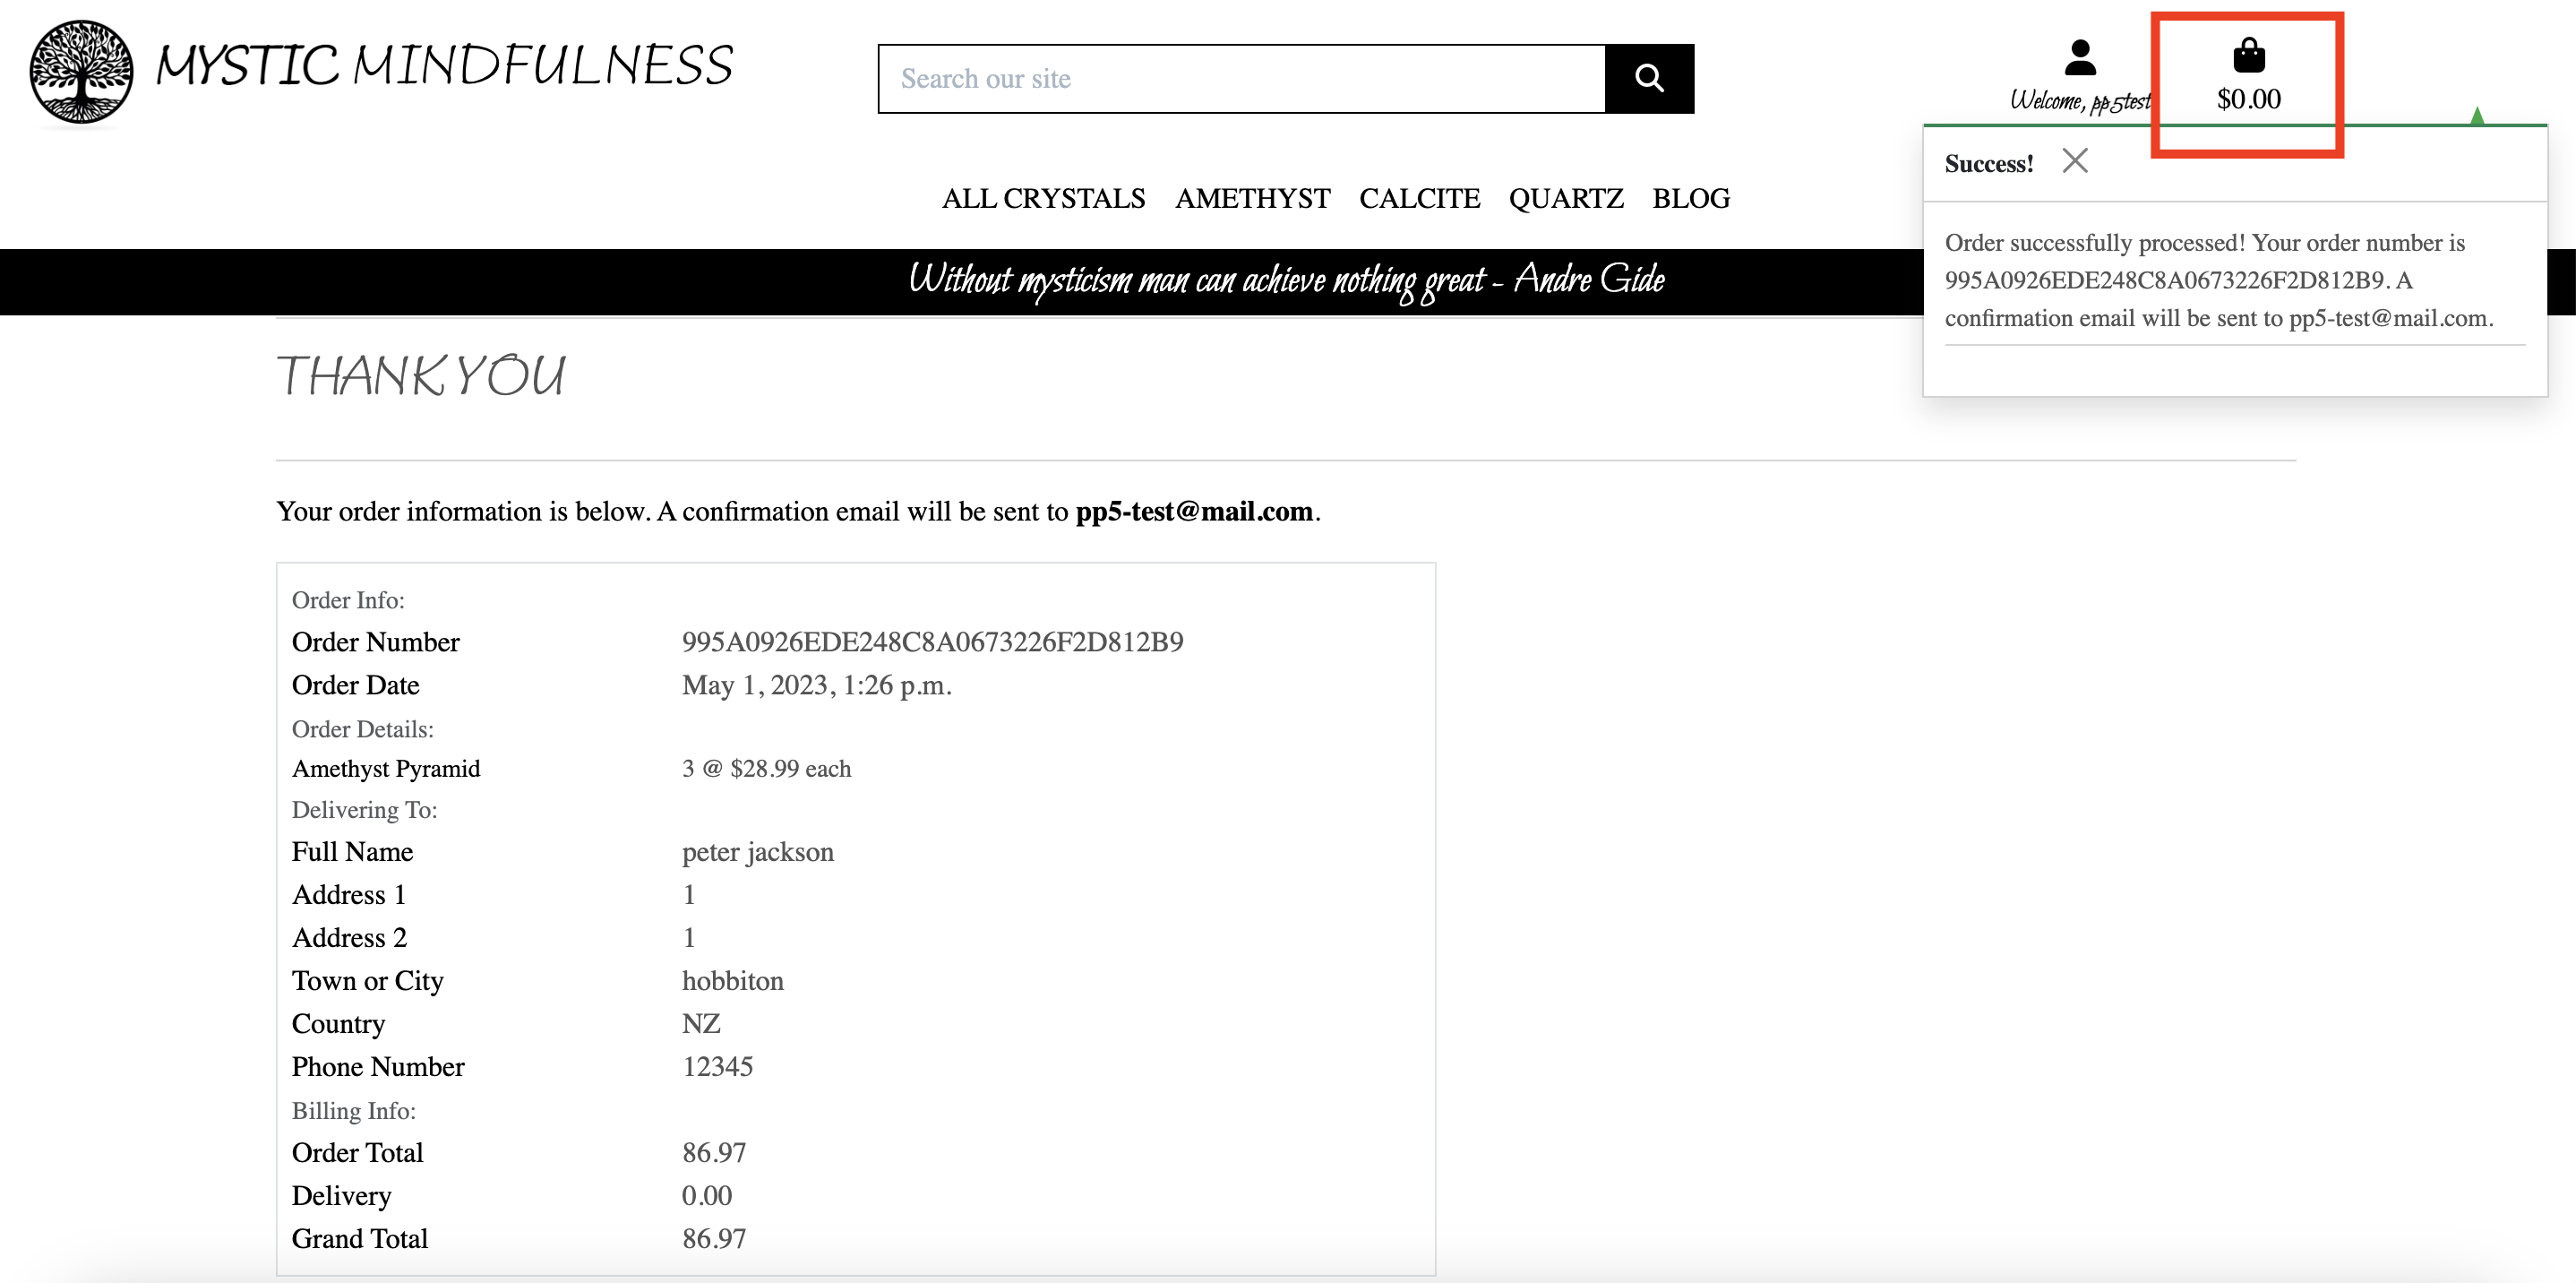 MYSTIC MINDFULNESS
Search our site
Welcome, pp5test
$0.00
ALL CRYSTALS AMETHYST CALCITE QUARTZ BLOG
Without mysticism man can achieve nothing great - Andre Gide
Success!
Order successfully processed! Your order number is
995A0926EDE248C8A0673226F2D812B9. A
confirmation email will be sent to pp5-test@mail.com.
THANK YOU
Your order information is below. A confirmation email will be sent to pp5-test@mail.com.
Order Info:
Order Number 995A0926EDE248C8A0673226F2D812B9
Order Date May 1, 2023, 1:26 p.m.
Order Details:
Amethyst Pyramid 3 @ $28.99 each
Delivering To:
Full Name peter jackson
Address 1 1
Address 2 1
Town or City hobbiton
Country NZ
Phone Number 12345
Billing Info:
Order Total 86.97
Delivery 0.00
Grand Total 86.97